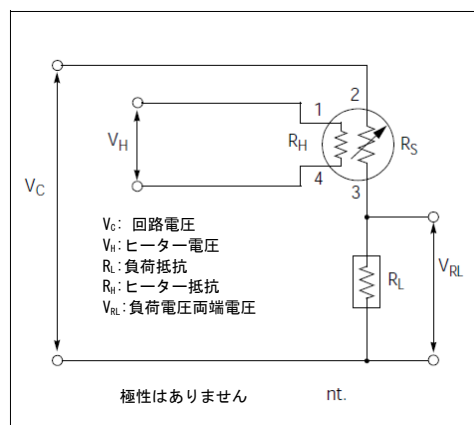 1
2
V_H
R_H
R_S
4
3
V_C
V_C: 回路電圧
V_H:ヒーター電圧
R_L:負荷抵抗
R_H:ヒーター抵抗
V_RL:負荷電圧両端電圧
R_L
V_RL
極性はありません nt.